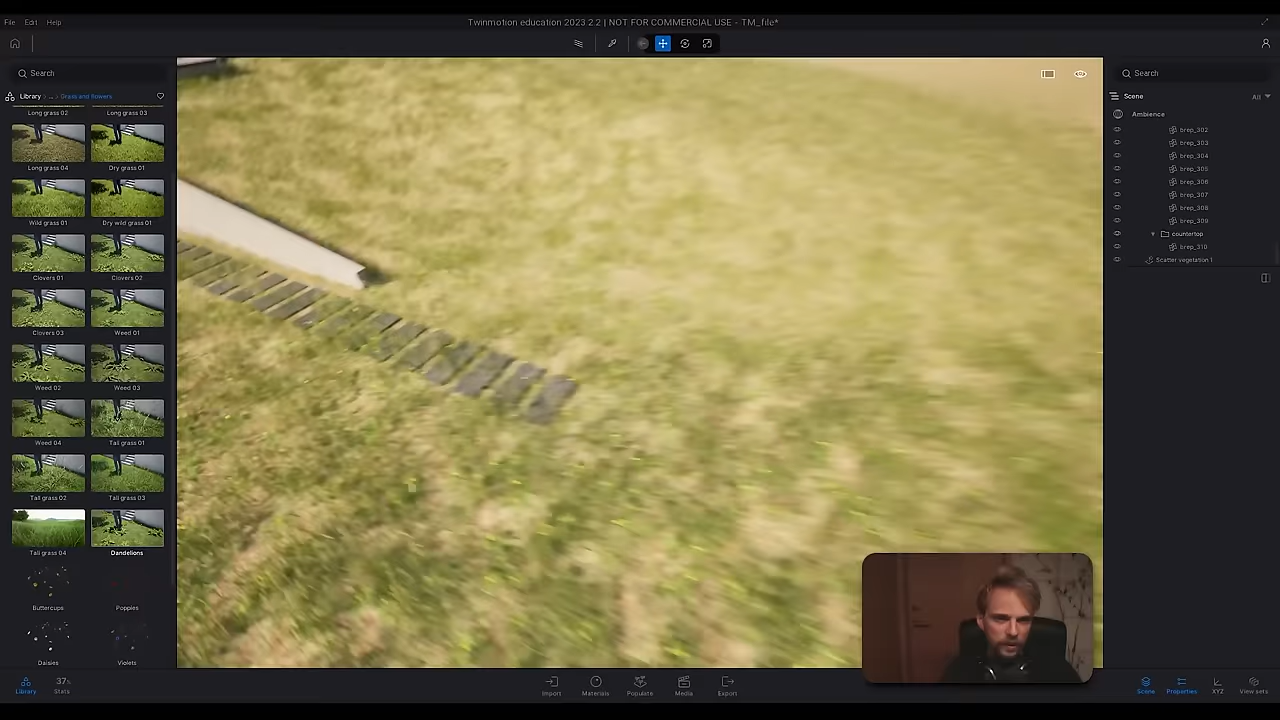 Twinmotion education 2023 2.2 | NOT FOR COMMERCIAL USE - TM_file*
File Edit Help
Search
Library > ... > Grass and flowers
Long grass 02 Long grass 03
Long grass 04 Dry grass 01
Wild grass 01 Dry wild grass 01
Clovers 01 Clovers 02
Clovers 03 Weed 01
Weed 02 Weed 03
Weed 04 Tall grass 01
Tall grass 02 Tall grass 03
Tall grass 04 Dandelions
Buttercups Poppies
Daisies Violets
Library 37% Stats
Import Materials Populate Media Export
Search
Scene All
Ambience
brep_302
brep_303
brep_304
brep_305
brep_306
brep_307
brep_308
brep_309
countertop
brep_310
Scatter vegetation 1
Scene Properties XYZ View sets